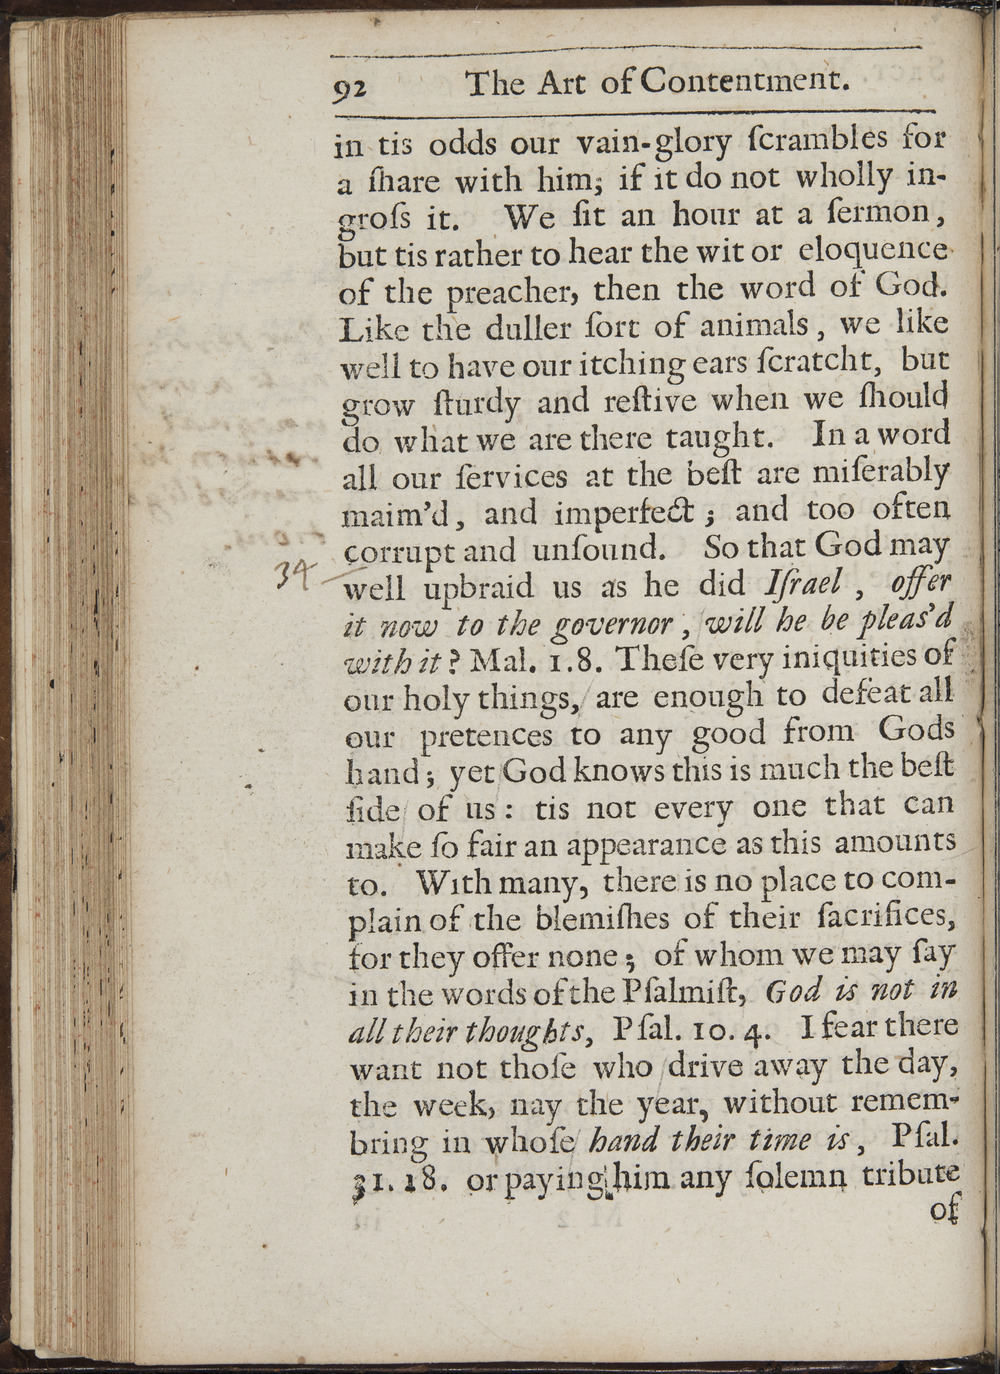 92 The Art of Contentment.
in tis odds our vain-glory ſcrambles for
a ſhare with him; if it do not wholly in-
groſs it. We ſit an hour at a ſermon,
but tis rather to hear the wit or eloquence
of the preacher, then the word of God.
Like the duller ſort of animals, we like
well to have our itching ears ſcratcht, but
grow ſturdy and reſtive when we ſhould
do what we are there taught. In a word
all our ſervices at the beſt are miſerably
maim'd, and imperfect; and too often
corrupt and unſound. So that God may
34
well upbraid us as he did Iſrael, offer
it now to the governor, will he be pleas'd
with it? Mal. 1.8. Theſe very iniquities of
our holy things, are enough to defeat all
our pretences to any good from Gods
hand; yet God knows this is much the beſt
ſide of us: tis not every one that can
make ſo fair an appearance as this amounts
to. With many, there is no place to com-
plain of the blemiſhes of their ſacrifices,
for they offer none; of whom we may ſay
in the words of the Pſalmiſt, God is not in
all their thoughts, Pſal. 10. 4. I fear there
want not thoſe who drive away the day,
the week, nay the year, without remem-
bring in whoſe hand their time is, Pſal.
31. 18. or paying him any ſolemn tribute
of